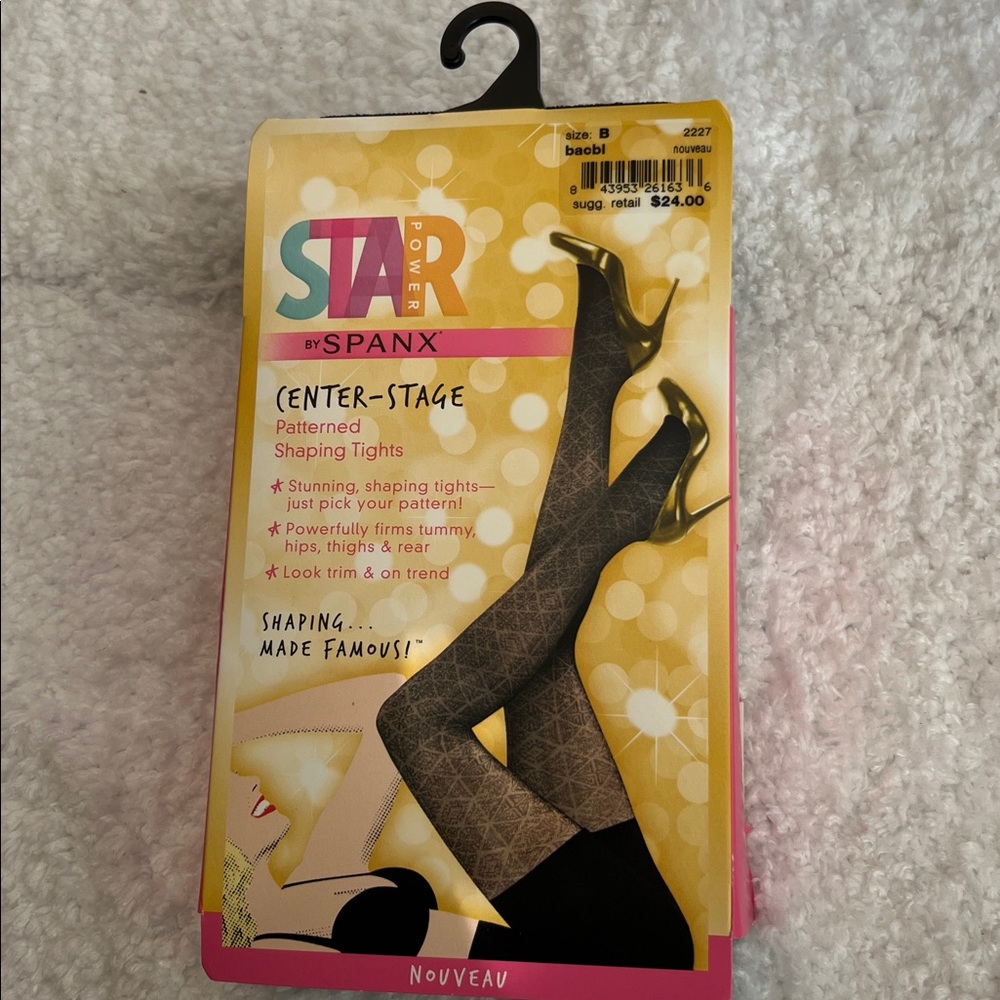 size: B 2227
bacbl nouveau
8 43953 26163 6
sugg. retail $24.00
STAR
POWER
BY SPANX®
CENTER-STAGE
Patterned
Shaping Tights
Stunning, shaping tights—
just pick your pattern!
Powerfully firms tummy,
hips, thighs & rear
Look trim & on trend
SHAPING...
MADE FAMOUS!™
NOUVEAU